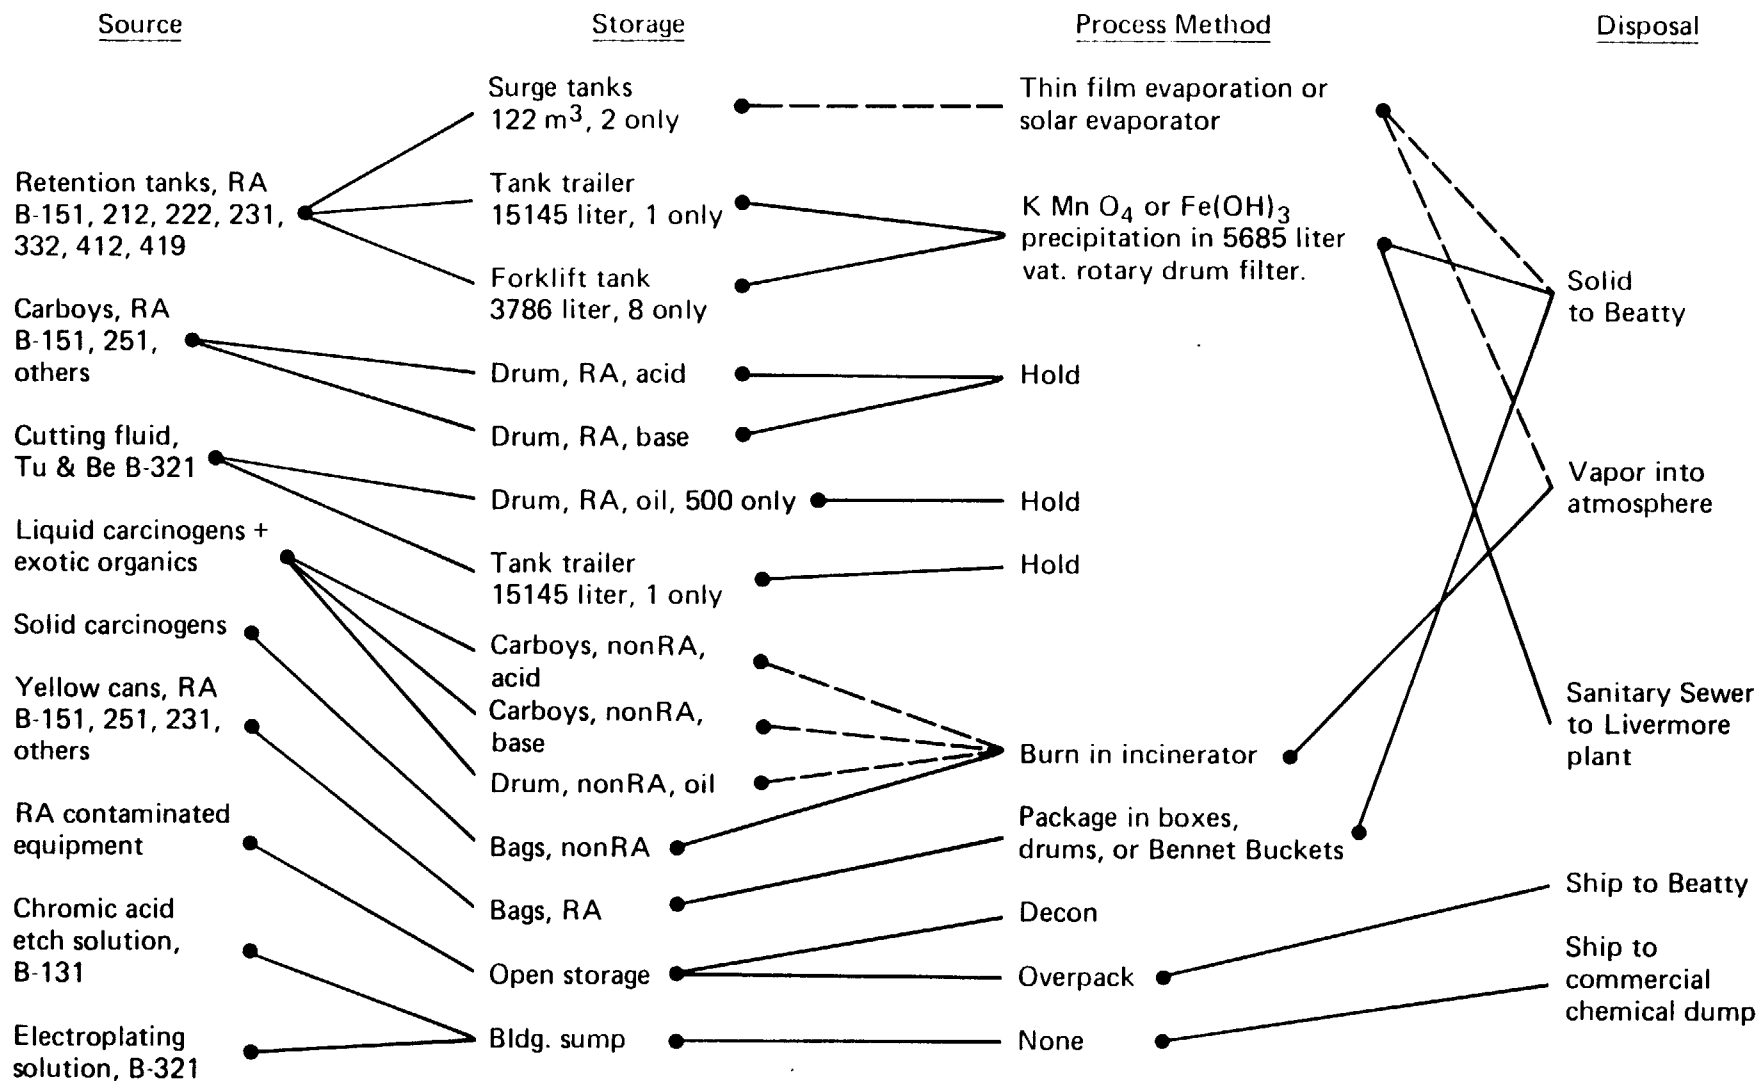 Source
Storage
Process Method
Disposal
Retention tanks, RA
B-151, 212, 222, 231,
332, 412, 419
Carboys, RA
B-151, 251,
others
Cutting fluid,
Tu & Be B-321
Liquid carcinogens +
exotic organics
Solid carcinogens
Yellow cans, RA
B-151, 251, 231,
others
RA contaminated
equipment
Chromic acid
etch solution,
B-131
Electroplating
solution, B-321
Surge tanks
122 m³, 2 only
Tank trailer
15145 liter, 1 only
Forklift tank
3786 liter, 8 only
Drum, RA, acid
Drum, RA, base
Drum, RA, oil, 500 only
Tank trailer
15145 liter, 1 only
Carboys, nonRA,
acid
Carboys, nonRA,
base
Drum, nonRA, oil
Bags, nonRA
Bags, RA
Open storage
Bldg. sump
Thin film evaporation or
solar evaporator
K Mn O₄ or Fe(OH)₃
precipitation in 5685 liter
vat. rotary drum filter.
Hold
Hold
Hold
Burn in incinerator
Package in boxes,
drums, or Bennet Buckets
Decon
Overpack
None
Solid
to Beatty
Vapor into
atmosphere
Sanitary Sewer
to Livermore
plant
Ship to Beatty
Ship to
commercial
chemical dump